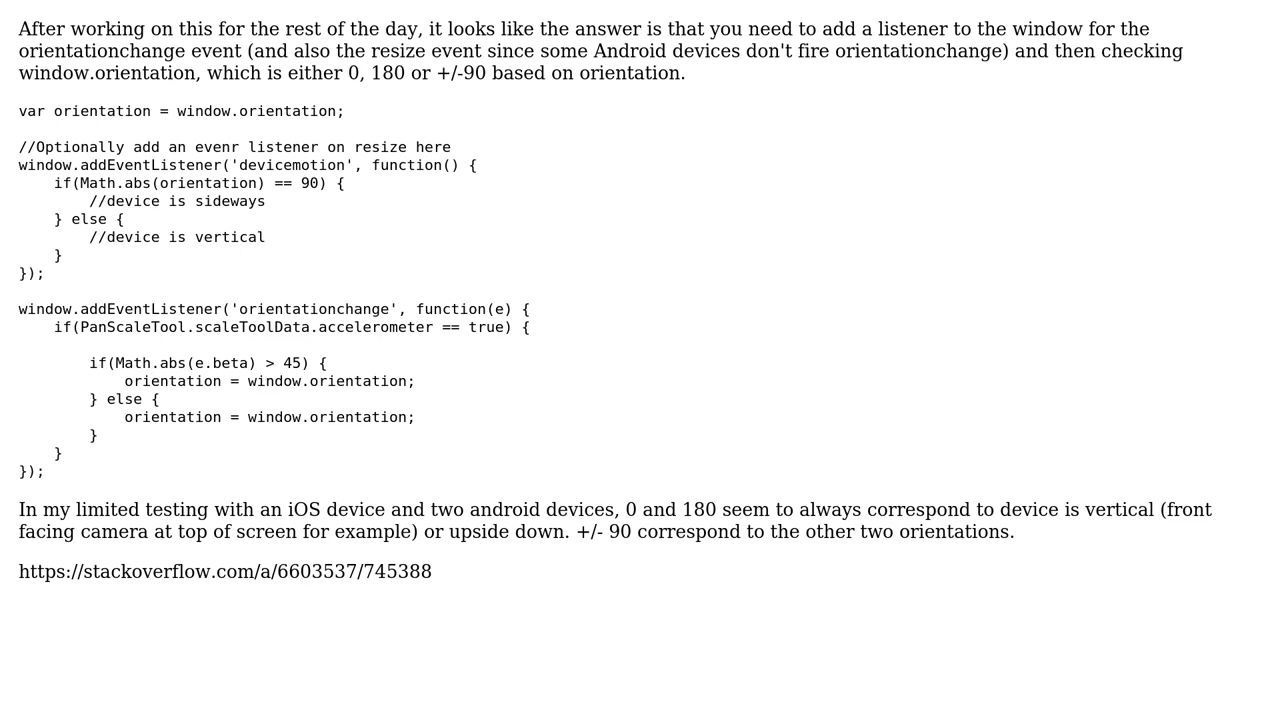 After working on this for the rest of the day, it looks like the answer is that you need to add a listener to the window for the
orientationchange event (and also the resize event since some Android devices don't fire orientationchange) and then checking
window.orientation, which is either 0, 180 or +/-90 based on orientation.
var orientation = window.orientation;
//Optionally add an evenr listener on resize here
window.addEventListener('devicemotion', function() {
    if(Math.abs(orientation) == 90) {
        //device is sideways
    } else {
        //device is vertical
    }
});
window.addEventListener('orientationchange', function(e) {
    if(PanScaleTool.scaleToolData.accelerometer == true) {
        if(Math.abs(e.beta) > 45) {
            orientation = window.orientation;
        } else {
            orientation = window.orientation;
        }
    }
});
In my limited testing with an iOS device and two android devices, 0 and 180 seem to always correspond to device is vertical (front
facing camera at top of screen for example) or upside down. +/- 90 correspond to the other two orientations.
https://stackoverflow.com/a/6603537/745388